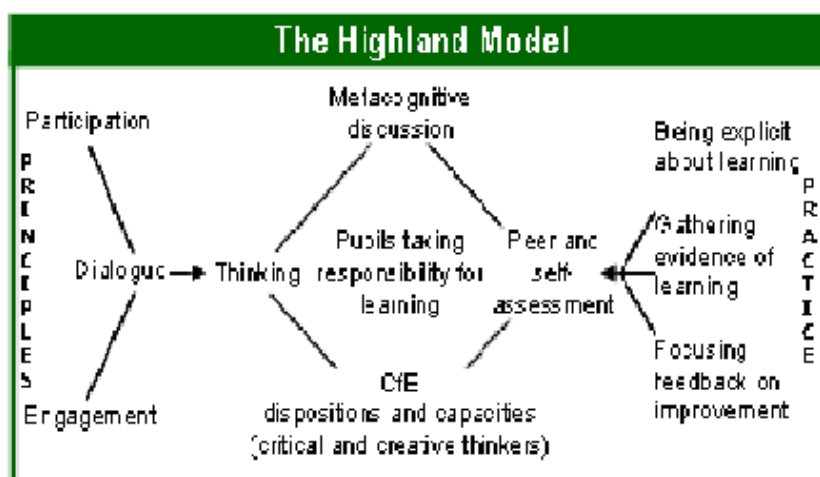 The Highland Model
Metacognitive
discussion
Participation
Being explicit
about learning
PRINCIPLES
PRACTICE
Pupils taking
responsibility for
learning
Dialogue
Thinking
Peer and
self-
assessment
Gathering
evidence of
learning
Engagement
CfE
dispositions and capacities
(critical and creative thinkers)
Focusing
feedback on
improvement